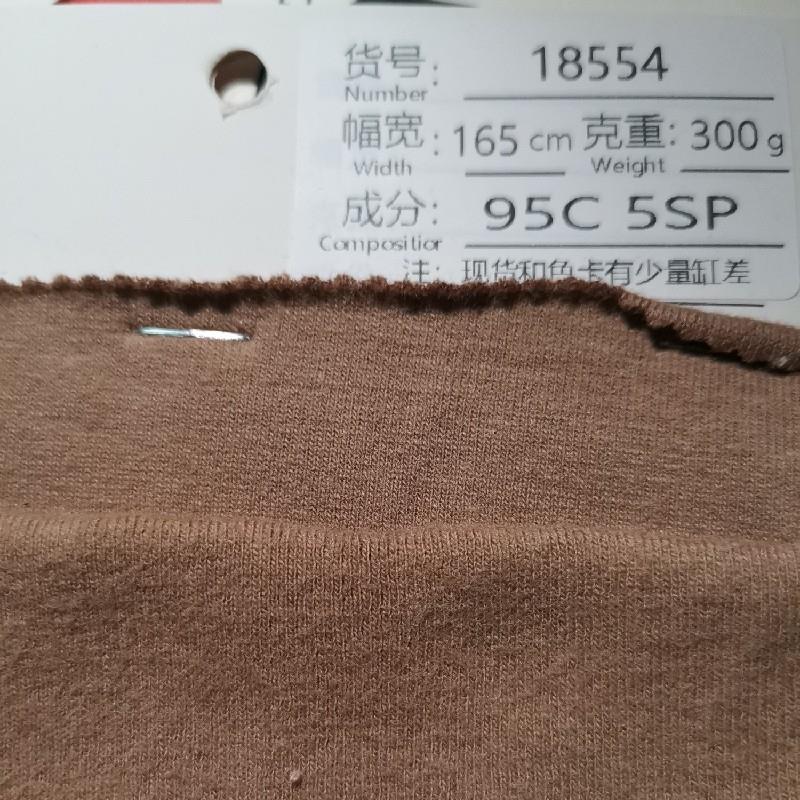 货号: 18554
Number
幅宽: 165 cm 克重: 300 g
Width Weight
成分: 95C 5SP
Composition
注: 现货和色卡有少量缸差